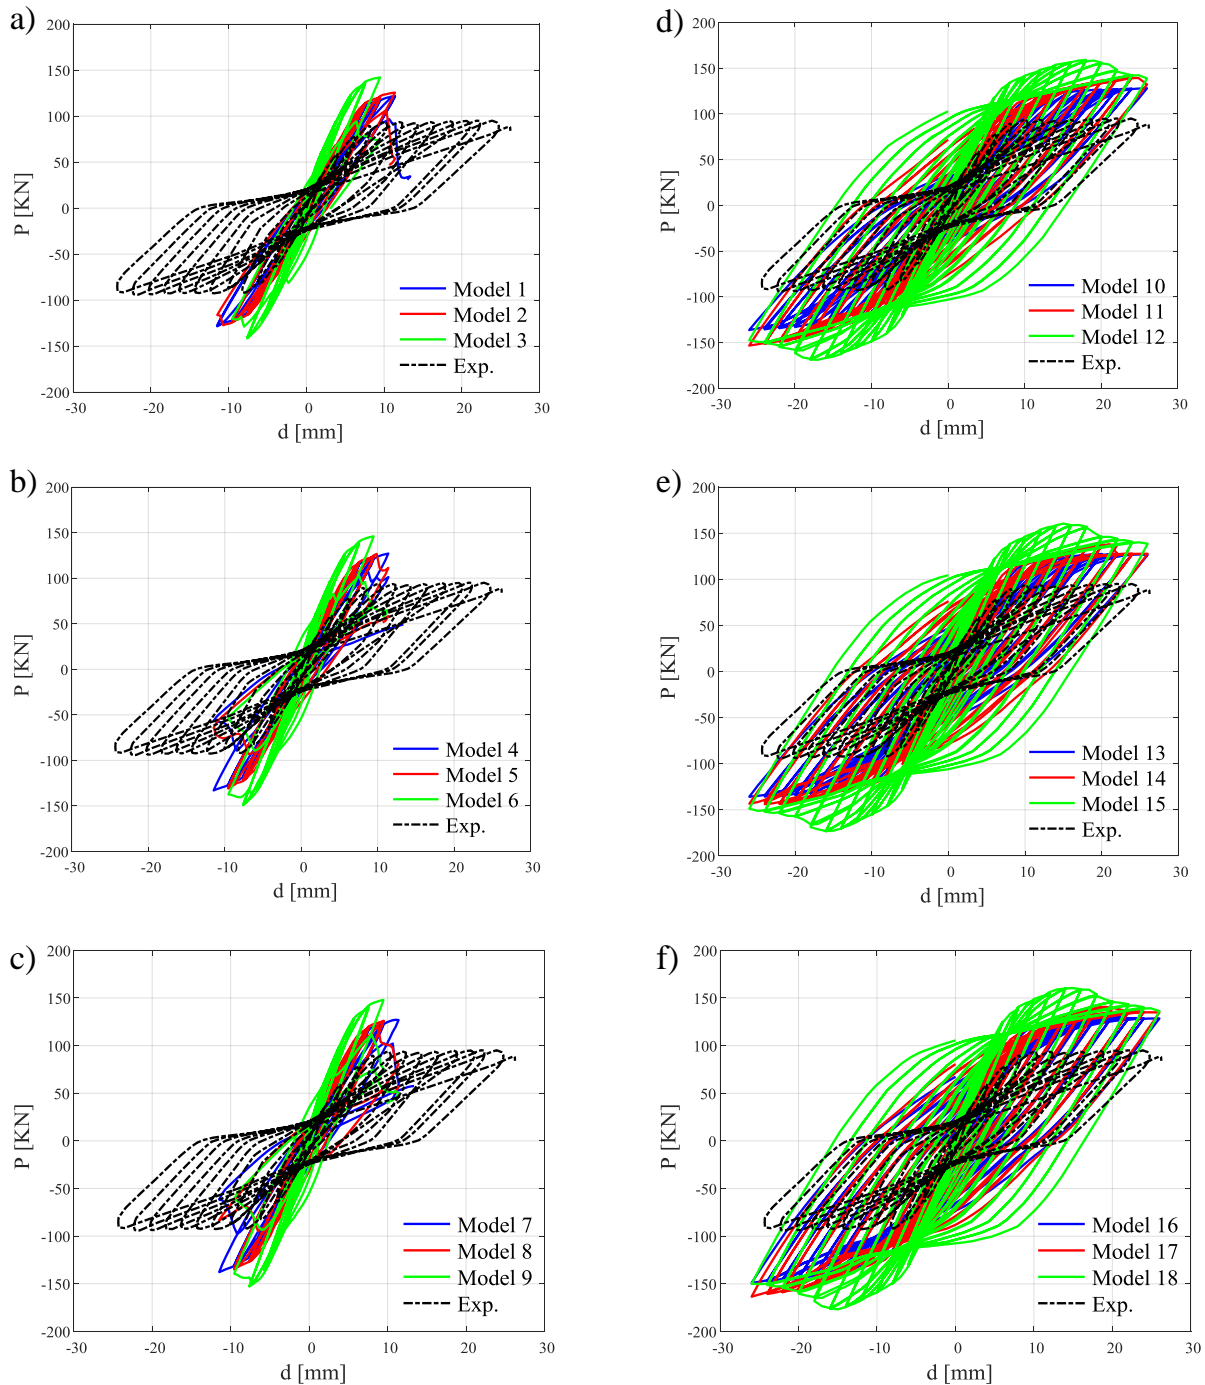 a)
200
150
100
50
0
-50
-100
-150
-200
P [KN]
-30 -20 -10 0 10 20 30
d [mm]
Model 1
Model 2
Model 3
Exp.
d)
200
150
100
50
0
-50
-100
-150
-200
P [KN]
-30 -20 -10 0 10 20 30
d [mm]
Model 10
Model 11
Model 12
Exp.
b)
200
150
100
50
0
-50
-100
-150
-200
P [KN]
-30 -20 -10 0 10 20 30
d [mm]
Model 4
Model 5
Model 6
Exp.
e)
200
150
100
50
0
-50
-100
-150
-200
P [KN]
-30 -20 -10 0 10 20 30
d [mm]
Model 13
Model 14
Model 15
Exp.
c)
200
150
100
50
0
-50
-100
-150
-200
P [KN]
-30 -20 -10 0 10 20 30
d [mm]
Model 7
Model 8
Model 9
Exp.
f)
200
150
100
50
0
-50
-100
-150
-200
P [KN]
-30 -20 -10 0 10 20 30
d [mm]
Model 16
Model 17
Model 18
Exp.